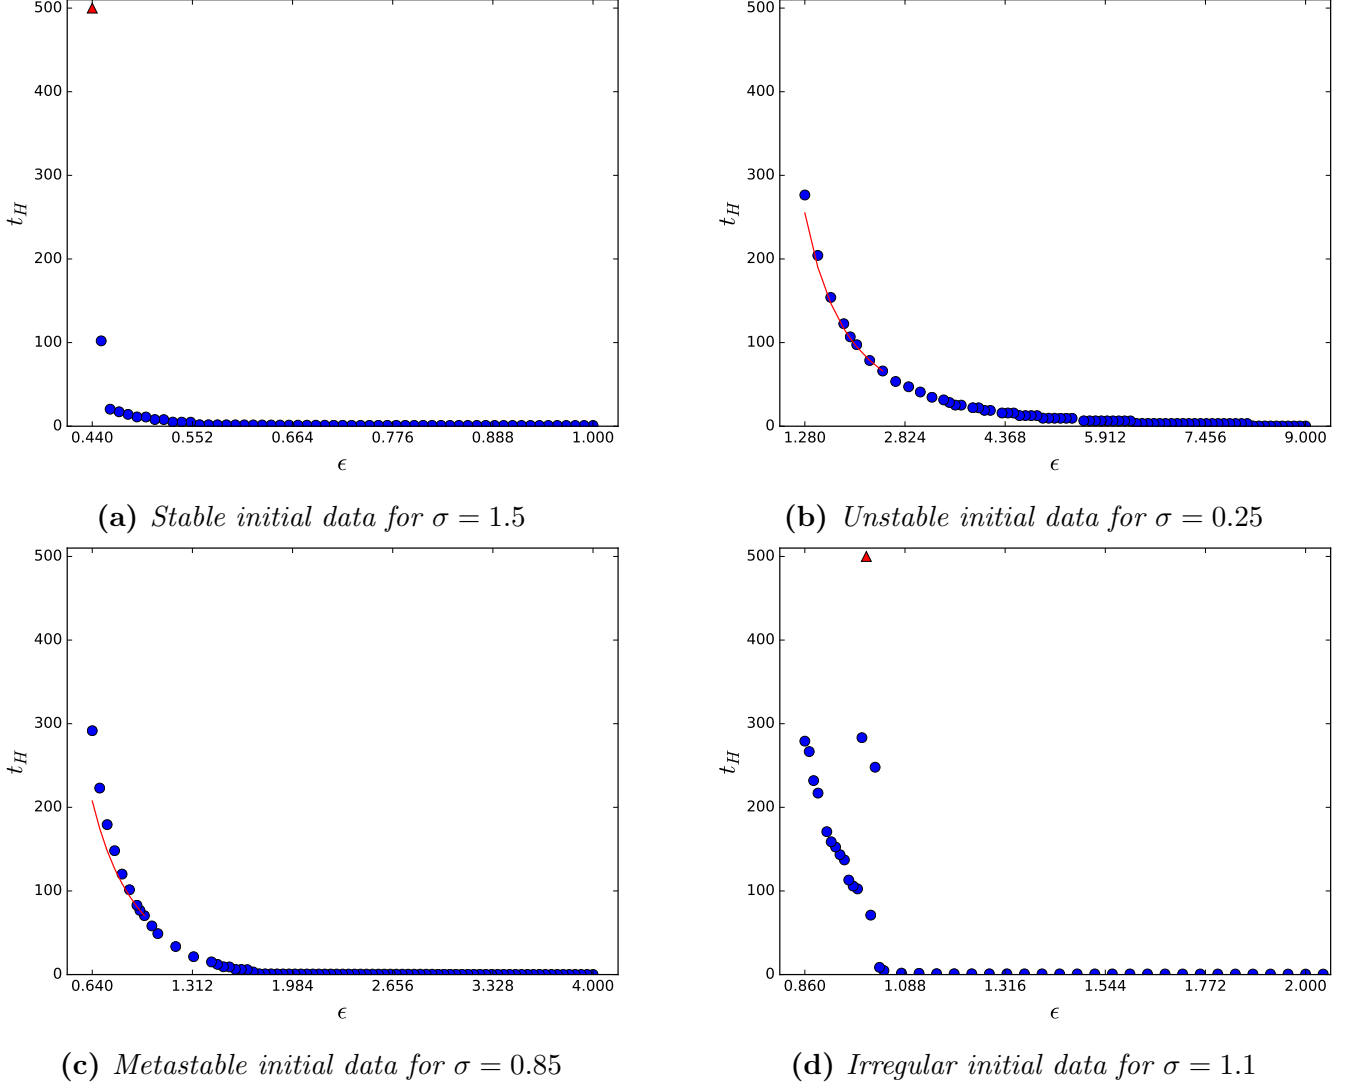 500
400
300
200
100
0
t_H
0.440 0.552 0.664 0.776 0.888 1.000
ϵ
(a) Stable initial data for σ = 1.5
500
400
300
200
100
0
t_H
1.280 2.824 4.368 5.912 7.456 9.000
ϵ
(b) Unstable initial data for σ = 0.25
500
400
300
200
100
0
t_H
0.640 1.312 1.984 2.656 3.328 4.000
ϵ
(c) Metastable initial data for σ = 0.85
500
400
300
200
100
0
t_H
0.860 1.088 1.316 1.544 1.772 2.000
ϵ
(d) Irregular initial data for σ = 1.1